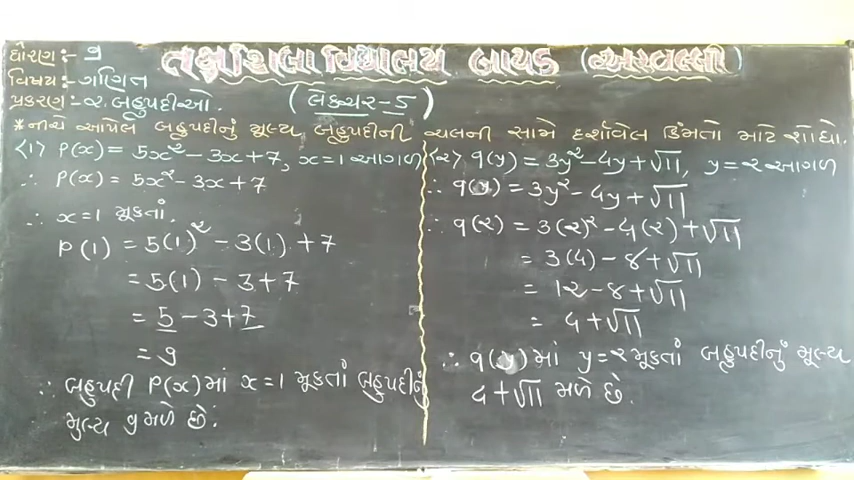 ધોરણ:- ૯
તક્ષશિલા વિદ્યાલય બાયડ (અરવલ્લી)
વિષય:- ગણિત
પ્રકરણ:- ૨. બહુપદીઓ.
(લેક્ચર-5)
*નીચે આપેલ બહુપદીનું મૂલ્ય બહુપદીની ચલની સામે દર્શાવેલ કિંમતો માટે શોધો.
<૧> P(x) = 5x² - 3x + 7, x = 1 આગળ
∴ P(x) = 5x² - 3x + 7
∴ x = 1 મૂકતાં.
P(1) = 5(1)² - 3(1) + 7
= 5(1) - 3 + 7
= 5 - 3 + 7
= 9
∴ બહુપદી P(x)માં x = 1 મૂકતાં બહુપદીનું
મુલ્ય 9 મળે છે.
<૨> q(y) = 3y² - 4y + √11, y = ૨ આગળ
∴ q(y) = 3y² - 4y + √11
∴ q(૨) = 3(૨)² - 4(૨) + √11
= 3(4) - 8 + √11
= 1૨ - 8 + √11
= 4 + √11
∴ q(y) માં y = ૨ મૂકતાં બહુપદીનું મૂલ્ય
4 + √11 મળે છે.